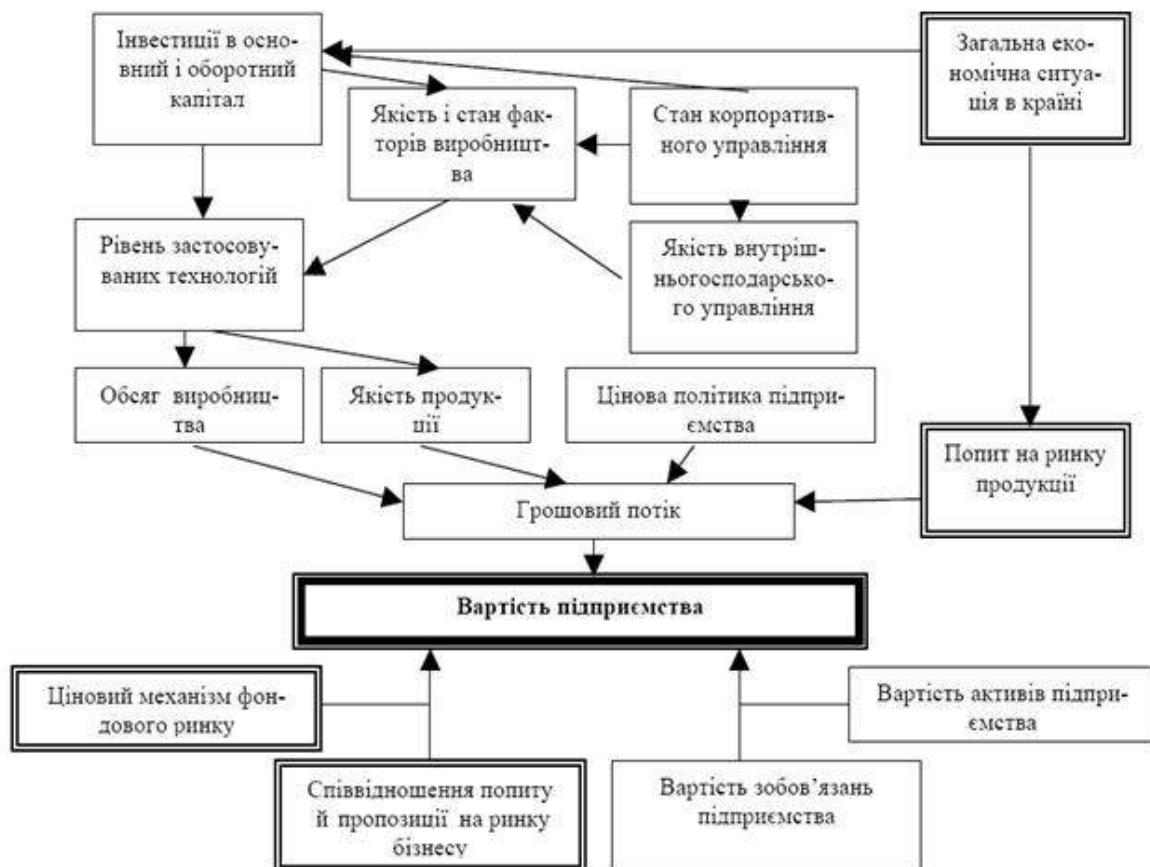 Інвестиції в осно-
вний і оборотний
капітал
Загальна еко-
номічна ситуа-
ція в країні
Якість і стан фак-
торів виробницт-
ва
Стан корпоратив-
ного управління
Рівень застосову-
ваних технологій
Якість внутріш-
ньогосподарсько-
го управління
Обсяг виробниц-
тва
Якість продук-
ції
Цінова політика підпри-
ємства
Попит на ринку
продукції
Грошовий потік
Вартість підприємства
Ціновий механізм фон-
дового ринку
Вартість активів підпри-
ємства
Співвідношення попиту
й пропозиції на ринку
бізнесу
Вартість зобов’язань
підприємства